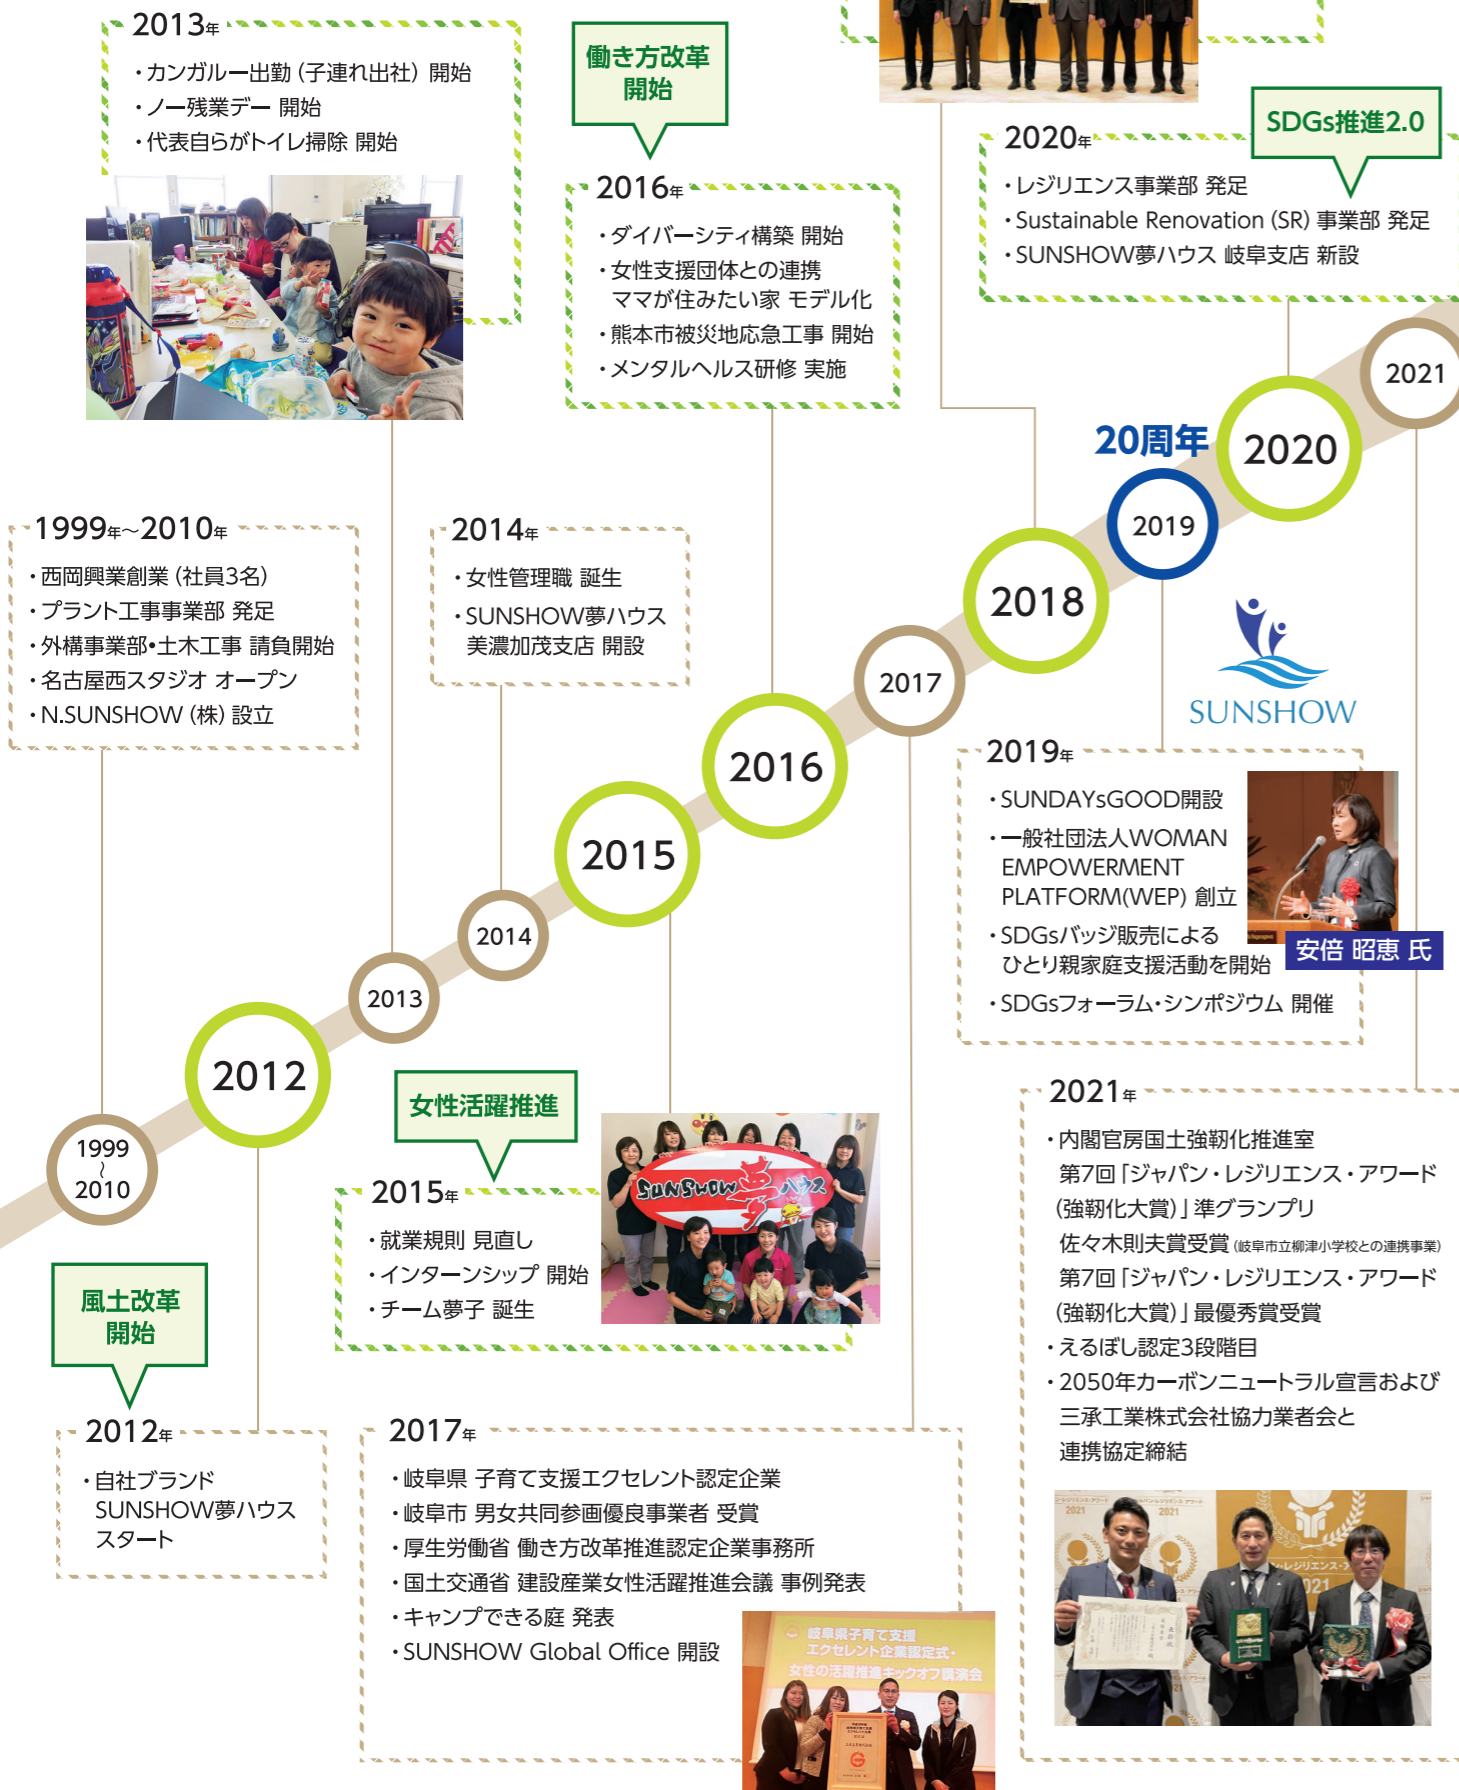 2013年
・カンガルー出勤（子連れ出社）開始
・ノー残業デー 開始
・代表自らがトイレ掃除 開始
働き方改革
開始
2016年
・ダイバーシティ構築 開始
・女性支援団体との連携
ママが住みたい家 モデル化
・熊本市被災地応急工事 開始
・メンタルヘルス研修 実施
SDGs推進2.0
2020年
・レジリエンス事業部 発足
・Sustainable Renovation（SR）事業部 発足
・SUNSHOW夢ハウス 岐阜支店 新設
2021
2020
20周年
2019
2018
2017
2016
2015
2014
2013
2012
1999
〜
2010
1999年〜2010年
・西岡興業創業（社員3名）
・プラント工事事業部 発足
・外構事業部・土木工事 請負開始
・名古屋西スタジオ オープン
・N.SUNSHOW（株）設立
2014年
・女性管理職 誕生
・SUNSHOW夢ハウス
美濃加茂支店 開設
SUNSHOW
2019年
・SUNDAYsGOOD開設
・一般社団法人WOMAN
EMPOWERMENT
PLATFORM(WEP) 創立
・SDGsバッジ販売による
ひとり親家庭支援活動を開始
・SDGsフォーラム・シンポジウム 開催
安倍 昭恵 氏
女性活躍推進
2015年
・就業規則 見直し
・インターンシップ 開始
・チーム夢子 誕生
SUNSHOW夢ハウス
風土改革
開始
2012年
・自社ブランド
SUNSHOW夢ハウス
スタート
2017年
・岐阜県 子育て支援エクセレント認定企業
・岐阜市 男女共同参画優良事業者 受賞
・厚生労働省 働き方改革推進認定企業事務所
・国土交通省 建設産業女性活躍推進会議 事例発表
・キャンプできる庭 発表
・SUNSHOW Global Office 開設
岐阜県子育て支援
エクセレント企業認定式・
女性の活躍推進キックオフ講演会
2021年
・内閣官房国土強靭化推進室
第7回「ジャパン・レジリエンス・アワード
（強靭化大賞）」準グランプリ
佐々木則夫賞受賞（岐阜市立柳津小学校との連携事業）
第7回「ジャパン・レジリエンス・アワード
（強靭化大賞）」最優秀賞受賞
・えるぼし認定3段階目
・2050年カーボンニュートラル宣言および
三承工業株式会社協力業者会と
連携協定締結
2021
2021
2021